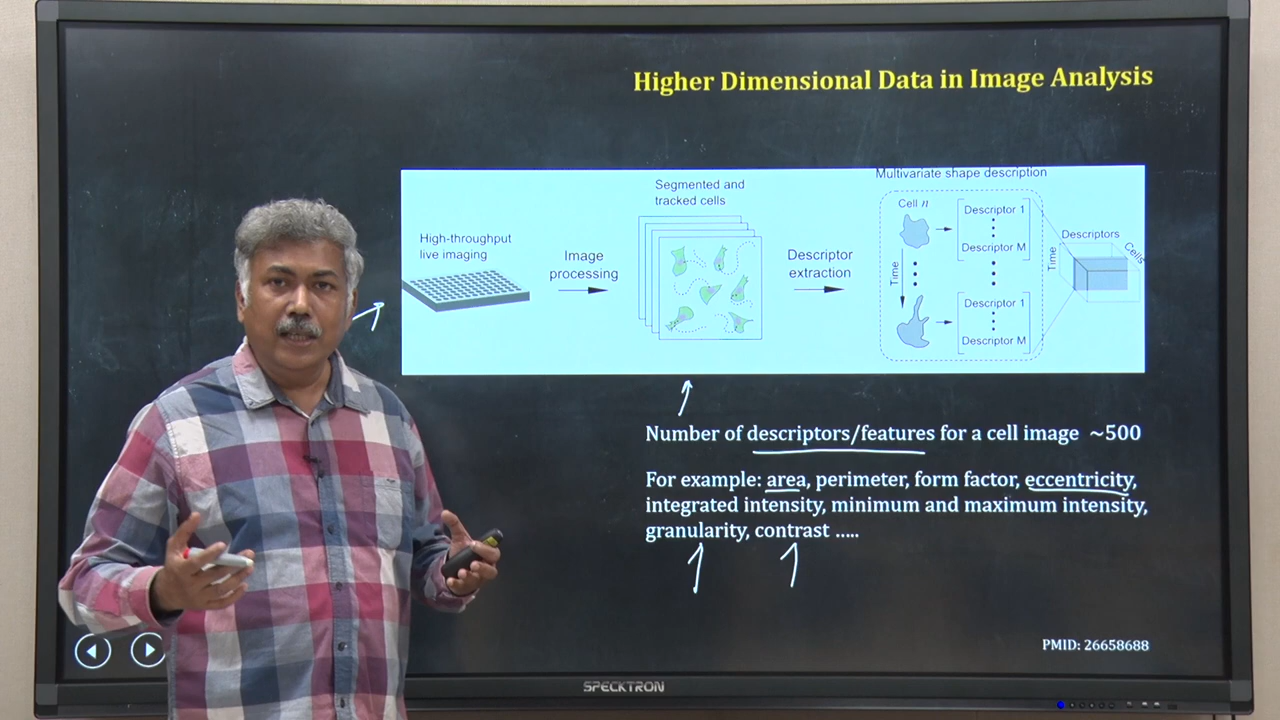 Higher Dimensional Data in Image Analysis
High-throughput
live imaging
Image
processing
Segmented and
tracked cells
Descriptor
extraction
Multivariate shape description
Cell n
Time
Descriptor 1
Descriptor M
Descriptor 1
Descriptor M
Time
Descriptors
Cells
Number of descriptors/features for a cell image ~500
For example: area, perimeter, form factor, eccentricity,
integrated intensity, minimum and maximum intensity,
granularity, contrast .....
PMID: 26658688
SPECKTRON